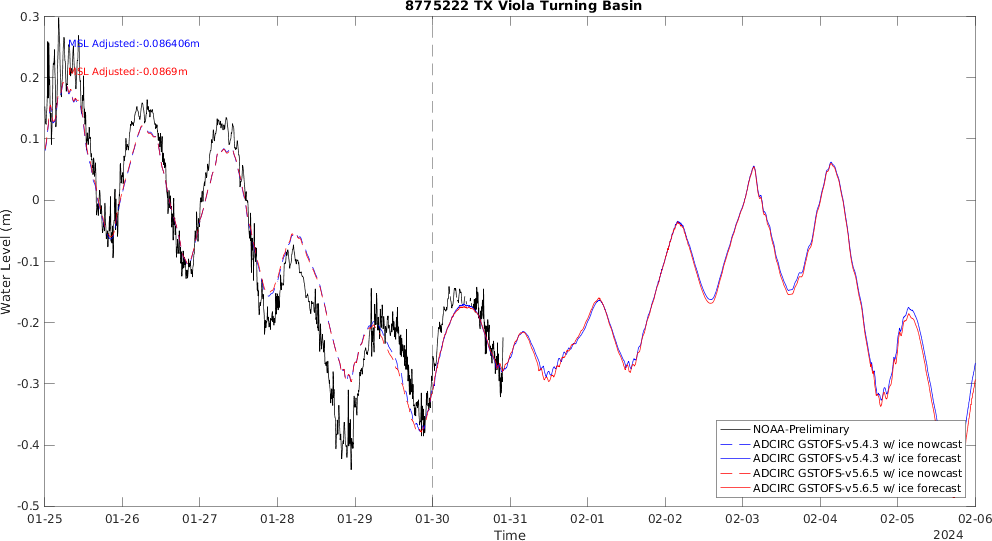 8775222 TX Viola Turning Basin
MSL Adjusted:-0.086406m
MSL Adjusted:-0.0869m
0.3
0.2
0.1
0
-0.1
-0.2
-0.3
-0.4
-0.5
Water Level (m)
NOAA-Preliminary
ADCIRC GSTOFS-v5.4.3 w/ ice nowcast
ADCIRC GSTOFS-v5.4.3 w/ ice forecast
ADCIRC GSTOFS-v5.6.5 w/ ice nowcast
ADCIRC GSTOFS-v5.6.5 w/ ice forecast
01-25 01-26 01-27 01-28 01-29 01-30 01-31 02-01 02-02 02-03 02-04 02-05 02-06
Time
2024